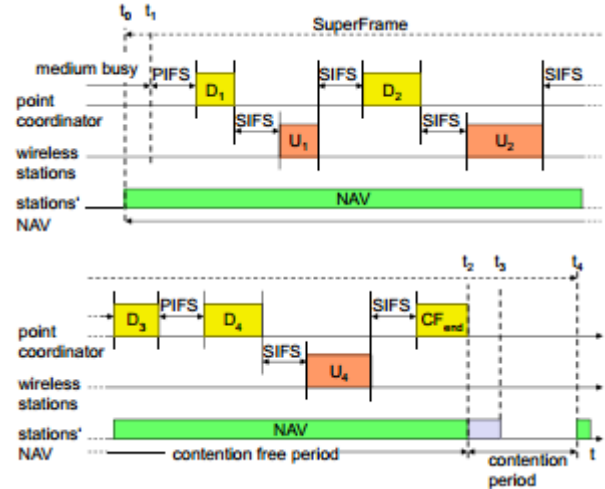 t0 t1
SuperFrame
medium busy PIFS D1 SIFS D2 SIFS
point
coordinator
SIFS U1 SIFS U2
wireless
stations
stations'
NAV
NAV
t2 t3 t4
D3 PIFS D4 SIFS CFend
point
coordinator
SIFS U4
wireless
stations
stations'
NAV
NAV
contention free period
contention
period
t